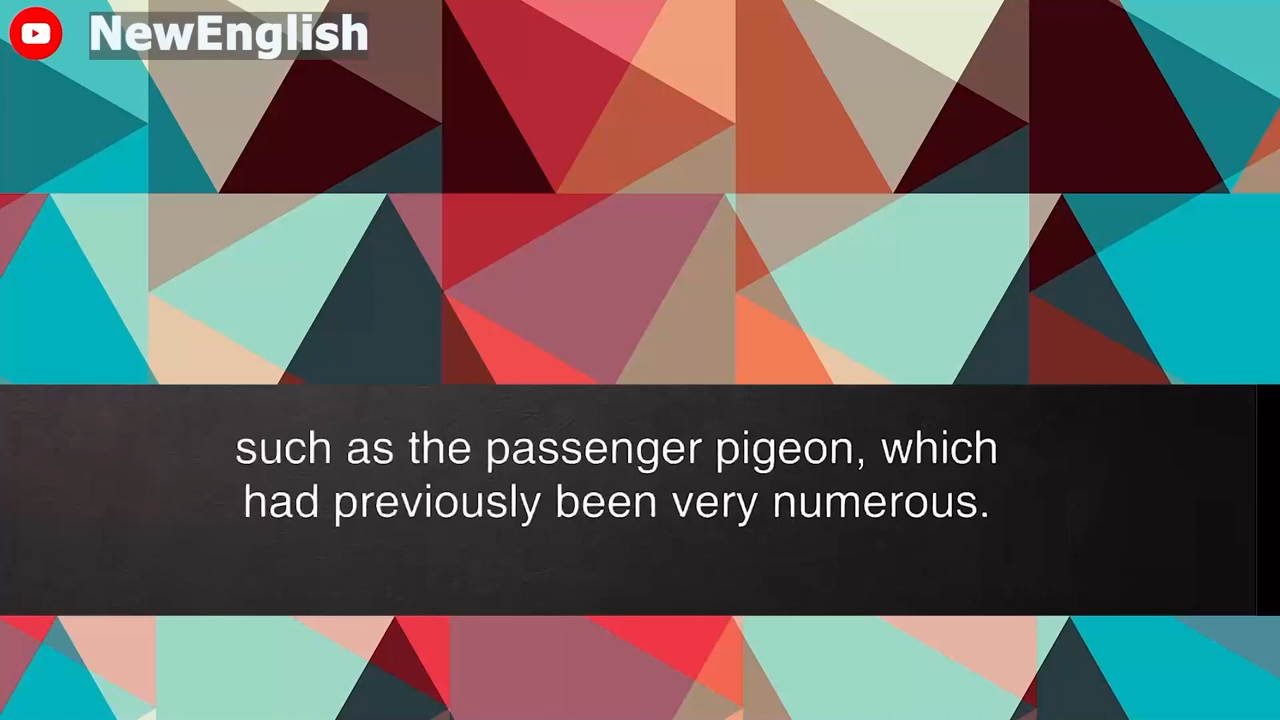 NewEnglish
such as the passenger pigeon, which
had previously been very numerous.